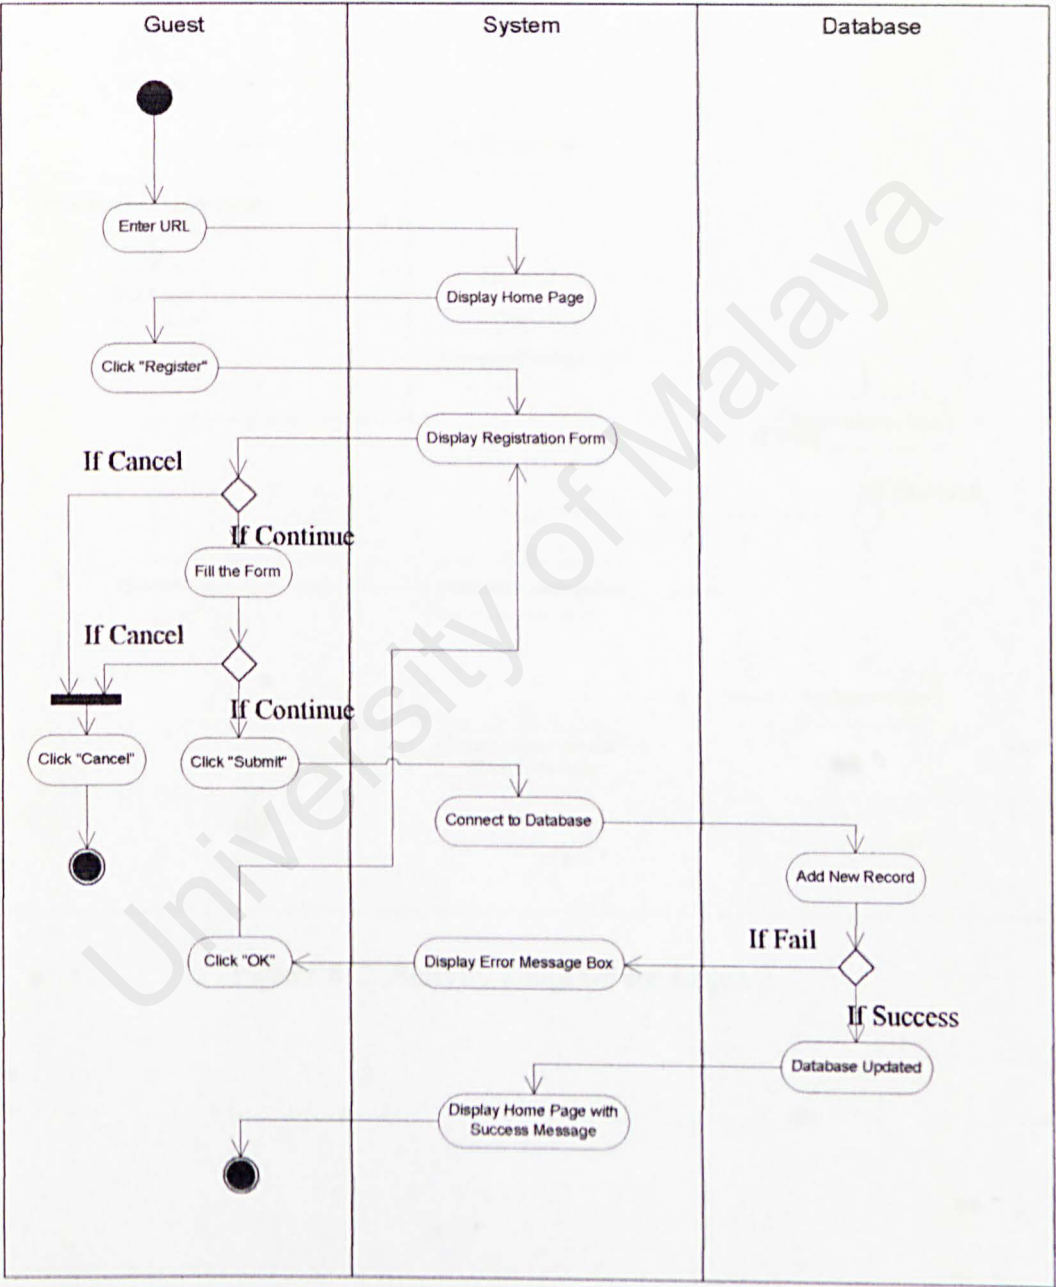 Guest
System
Database
Enter URL
Display Home Page
Click "Register"
Display Registration Form
If Cancel
If Continue
Fill the Form
If Cancel
If Continue
Click "Cancel"
Click "Submit"
Connect to Database
Add New Record
If Fail
Click "OK"
Display Error Message Box
If Success
Database Updated
Display Home Page with
Success Message
University of Malaya